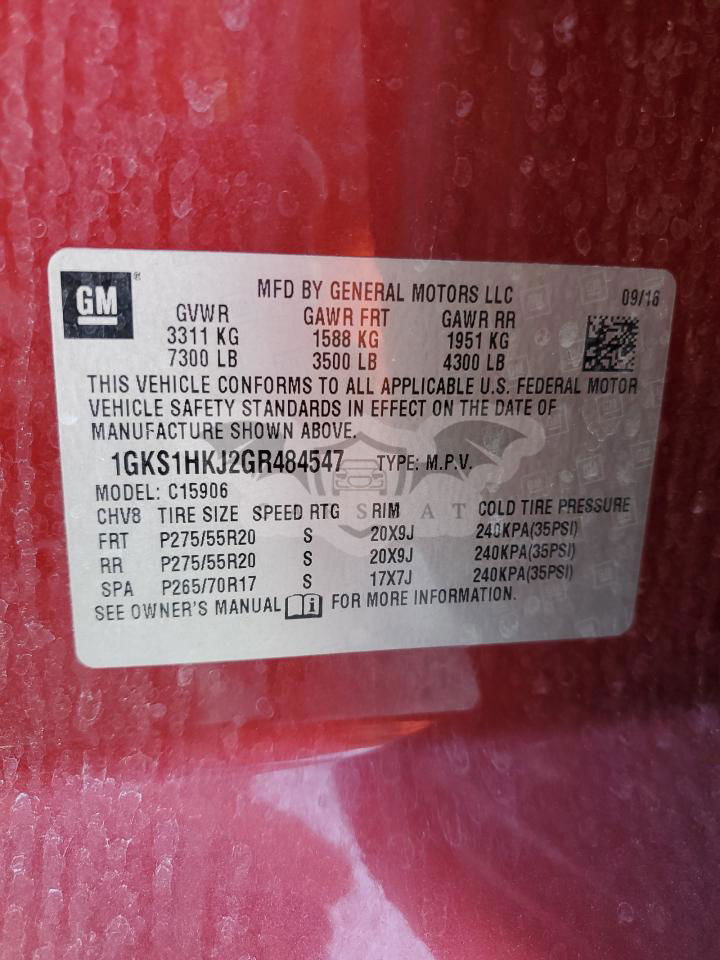 GM ®
MFD BY GENERAL MOTORS LLC 09/16
GVWR GAWR FRT GAWR RR
3311 KG 1588 KG 1951 KG
7300 LB 3500 LB 4300 LB
THIS VEHICLE CONFORMS TO ALL APPLICABLE U.S. FEDERAL MOTOR
VEHICLE SAFETY STANDARDS IN EFFECT ON THE DATE OF
MANUFACTURE SHOWN ABOVE.
1GKS1HKJ2GR484547 TYPE: M.P.V.
MODEL: C15906
CHV8 TIRE SIZE SPEED RTG RIM COLD TIRE PRESSURE
FRT P275/55R20 S 20X9J 240KPA(35PSI)
RR P275/55R20 S 20X9J 240KPA(35PSI)
SPA P265/70R17 S 17X7J 240KPA(35PSI)
SEE OWNER'S MANUAL i FOR MORE INFORMATION.